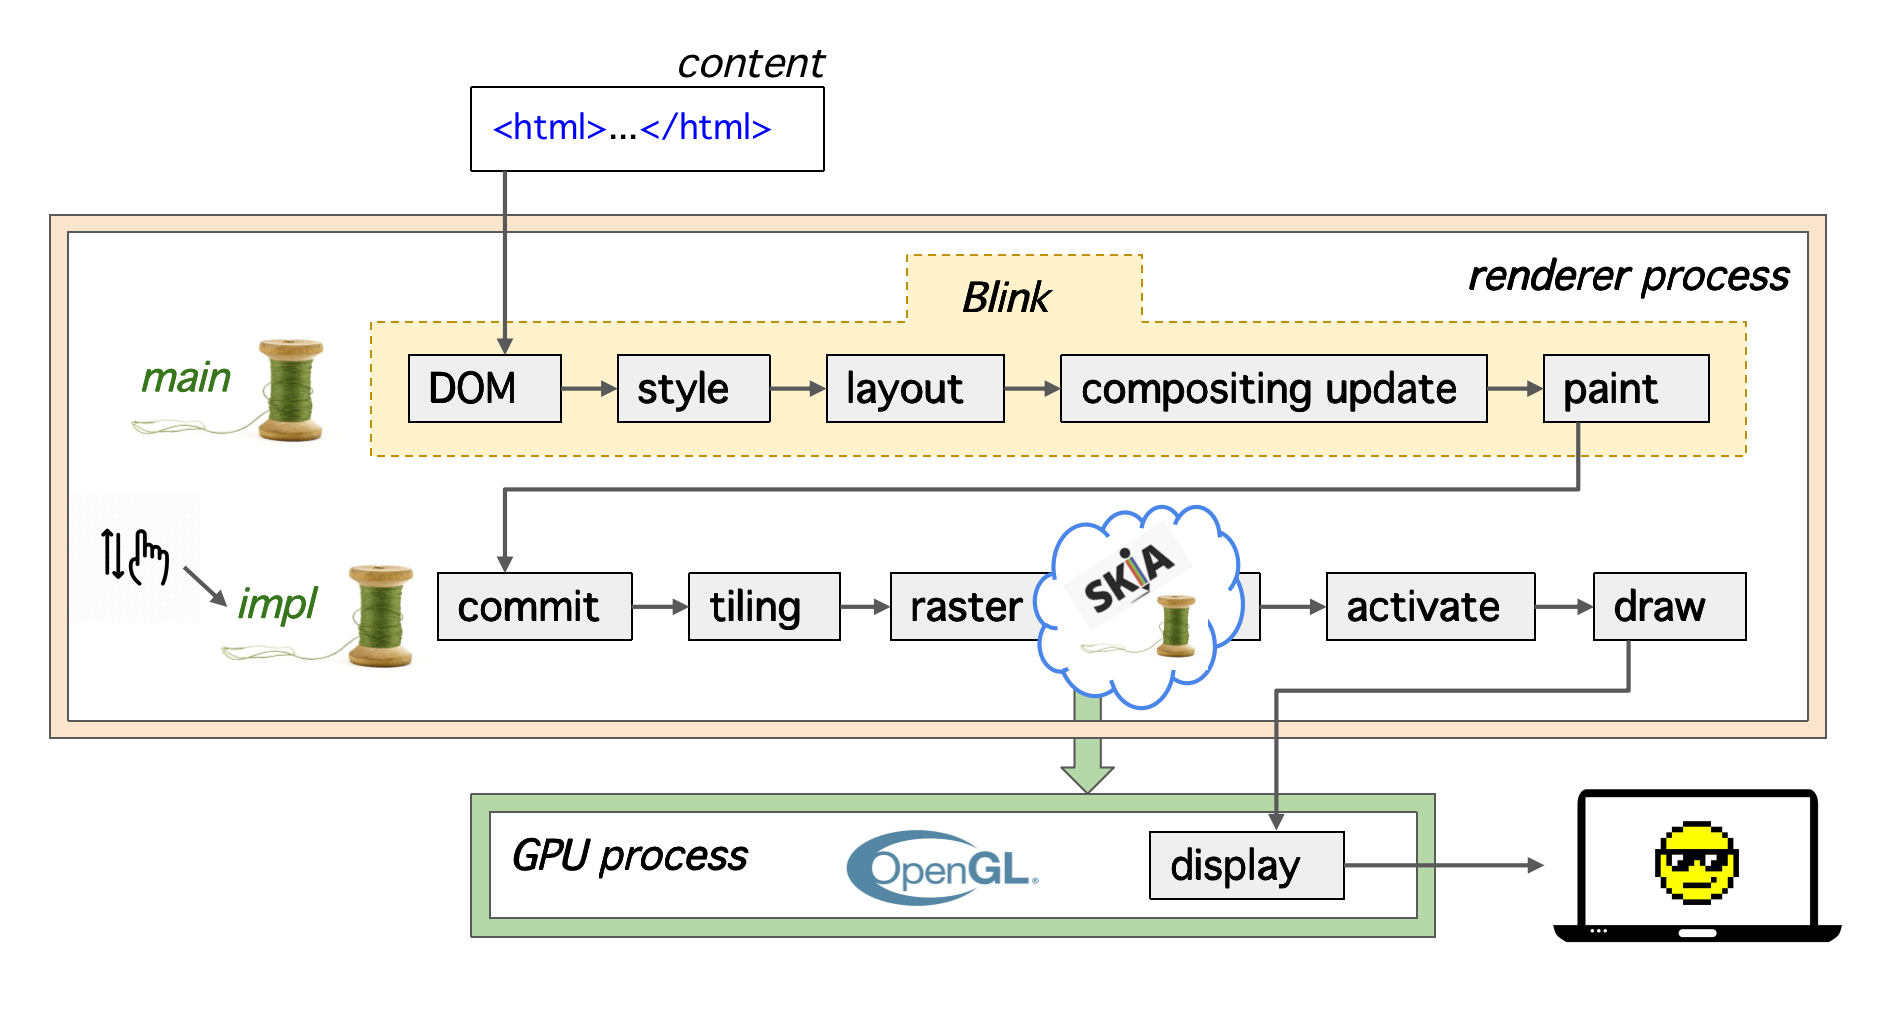 content
<html>...</html>
renderer process
Blink
main
DOM
style
layout
compositing update
paint
impl
commit
tiling
raster
SKiA
activate
draw
GPU process
OpenGL®
display